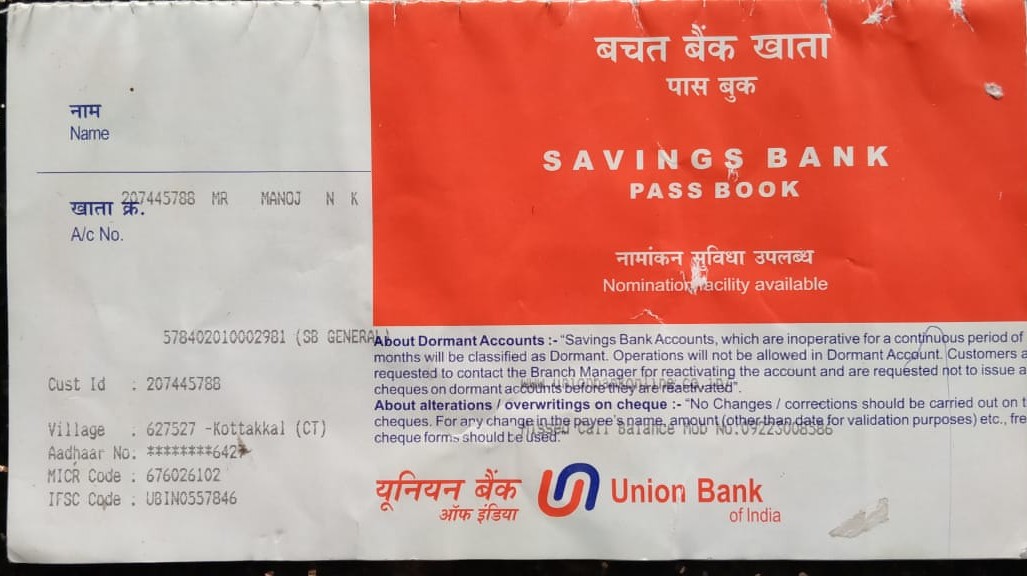 नाम
Name
207445788 MR MANOJ N K
खाता क्र.
A/c No.
578402010002981 (SB GENERAL)
Cust Id : 207445788
Village : 627527 -Kottakkal (CT)
Aadhaar No: ********6427
MICR Code : 676026102
IFSC Code : UBIN0557846
बचत बैंक खाता
पास बुक
SAVINGS BANK
PASS BOOK
नामांकन सुविधा उपलब्ध
Nomination facility available
About Dormant Accounts :- “Savings Bank Accounts, which are inoperative for a continuous period of
months will be classified as Dormant. Operations will not be allowed in Dormant Account. Customers a
requested to contact the Branch Manager for reactivating the account and are requested not to issue a
www.unionbankonline.co.in
cheques on dormant accounts before they are reactivated”.
About alterations / overwritings on cheque :- “No Changes / corrections should be carried out on t
cheques. For any change in the payee's name, amount (other than date for validation purposes) etc., fre
Missed Call Balance Mob No.09223008586
cheque forms should be used.
यूनियन बैंक
ऑफ इंडिया
Union Bank
of India